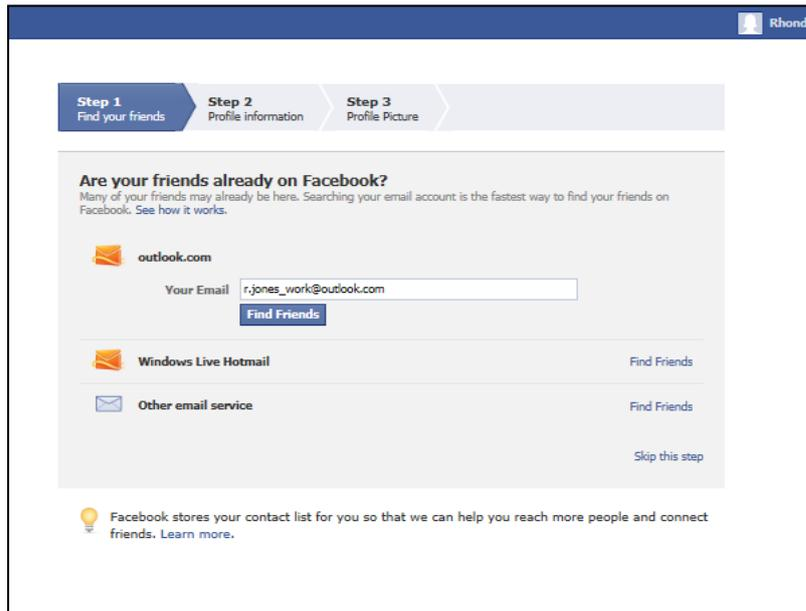 Rhond
Step 1
Find your friends
Step 2
Profile information
Step 3
Profile Picture
Are your friends already on Facebook?
Many of your friends may already be here. Searching your email account is the fastest way to find your friends on
Facebook. See how it works.
outlook.com
Your Email r.jones_work@outlook.com
Find Friends
Windows Live Hotmail Find Friends
Other email service Find Friends
Skip this step
Facebook stores your contact list for you so that we can help you reach more people and connect
friends. Learn more.